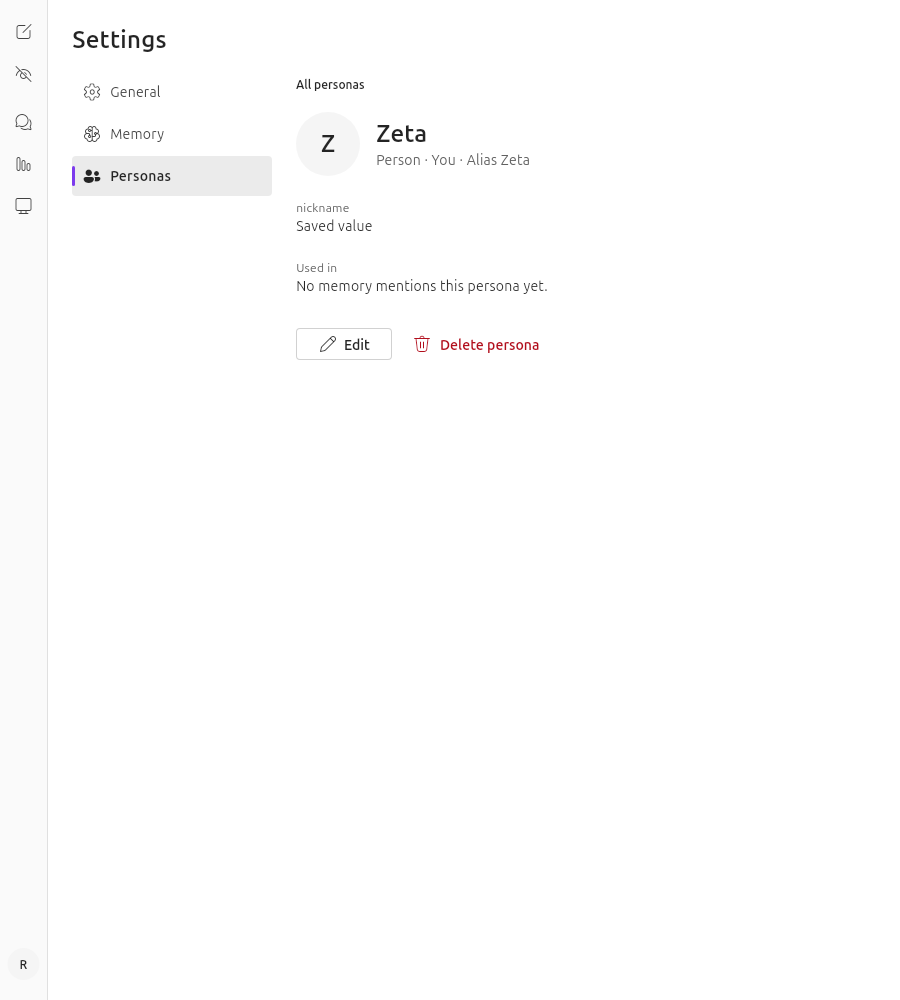 Settings
General
Memory
Personas
All personas
Z
Zeta
Person · You · Alias Zeta
nickname
Saved value
Used in
No memory mentions this persona yet.
Edit
Delete persona
R